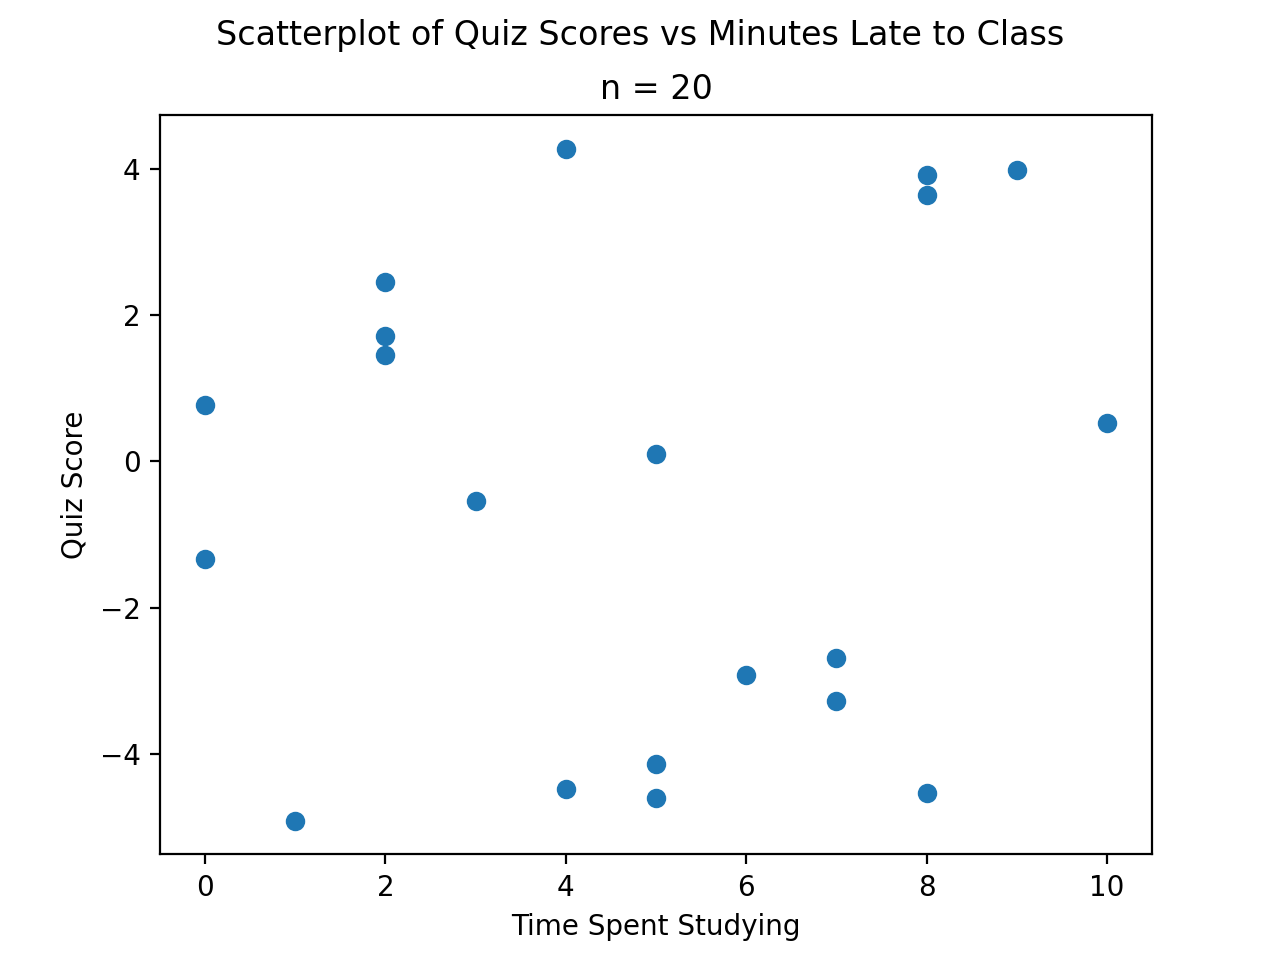 Scatterplot of Quiz Scores vs Minutes Late to Class
n = 20
4
2
0
−2
−4
Quiz Score
0 2 4 6 8 10
Time Spent Studying